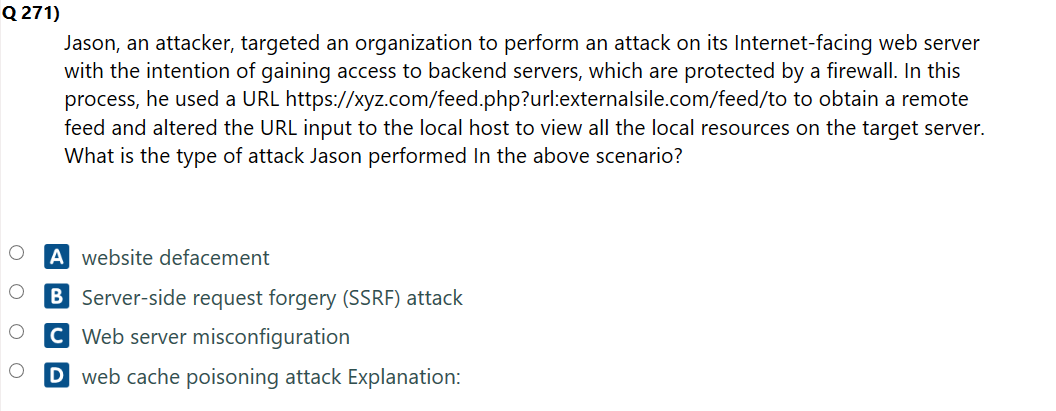 Q 271)
Jason, an attacker, targeted an organization to perform an attack on its Internet-facing web server
with the intention of gaining access to backend servers, which are protected by a firewall. In this
process, he used a URL https://xyz.com/feed.php?url:externalsile.com/feed/to to obtain a remote
feed and altered the URL input to the local host to view all the local resources on the target server.
What is the type of attack Jason performed In the above scenario?
A website defacement
B Server-side request forgery (SSRF) attack
C Web server misconfiguration
D web cache poisoning attack Explanation: